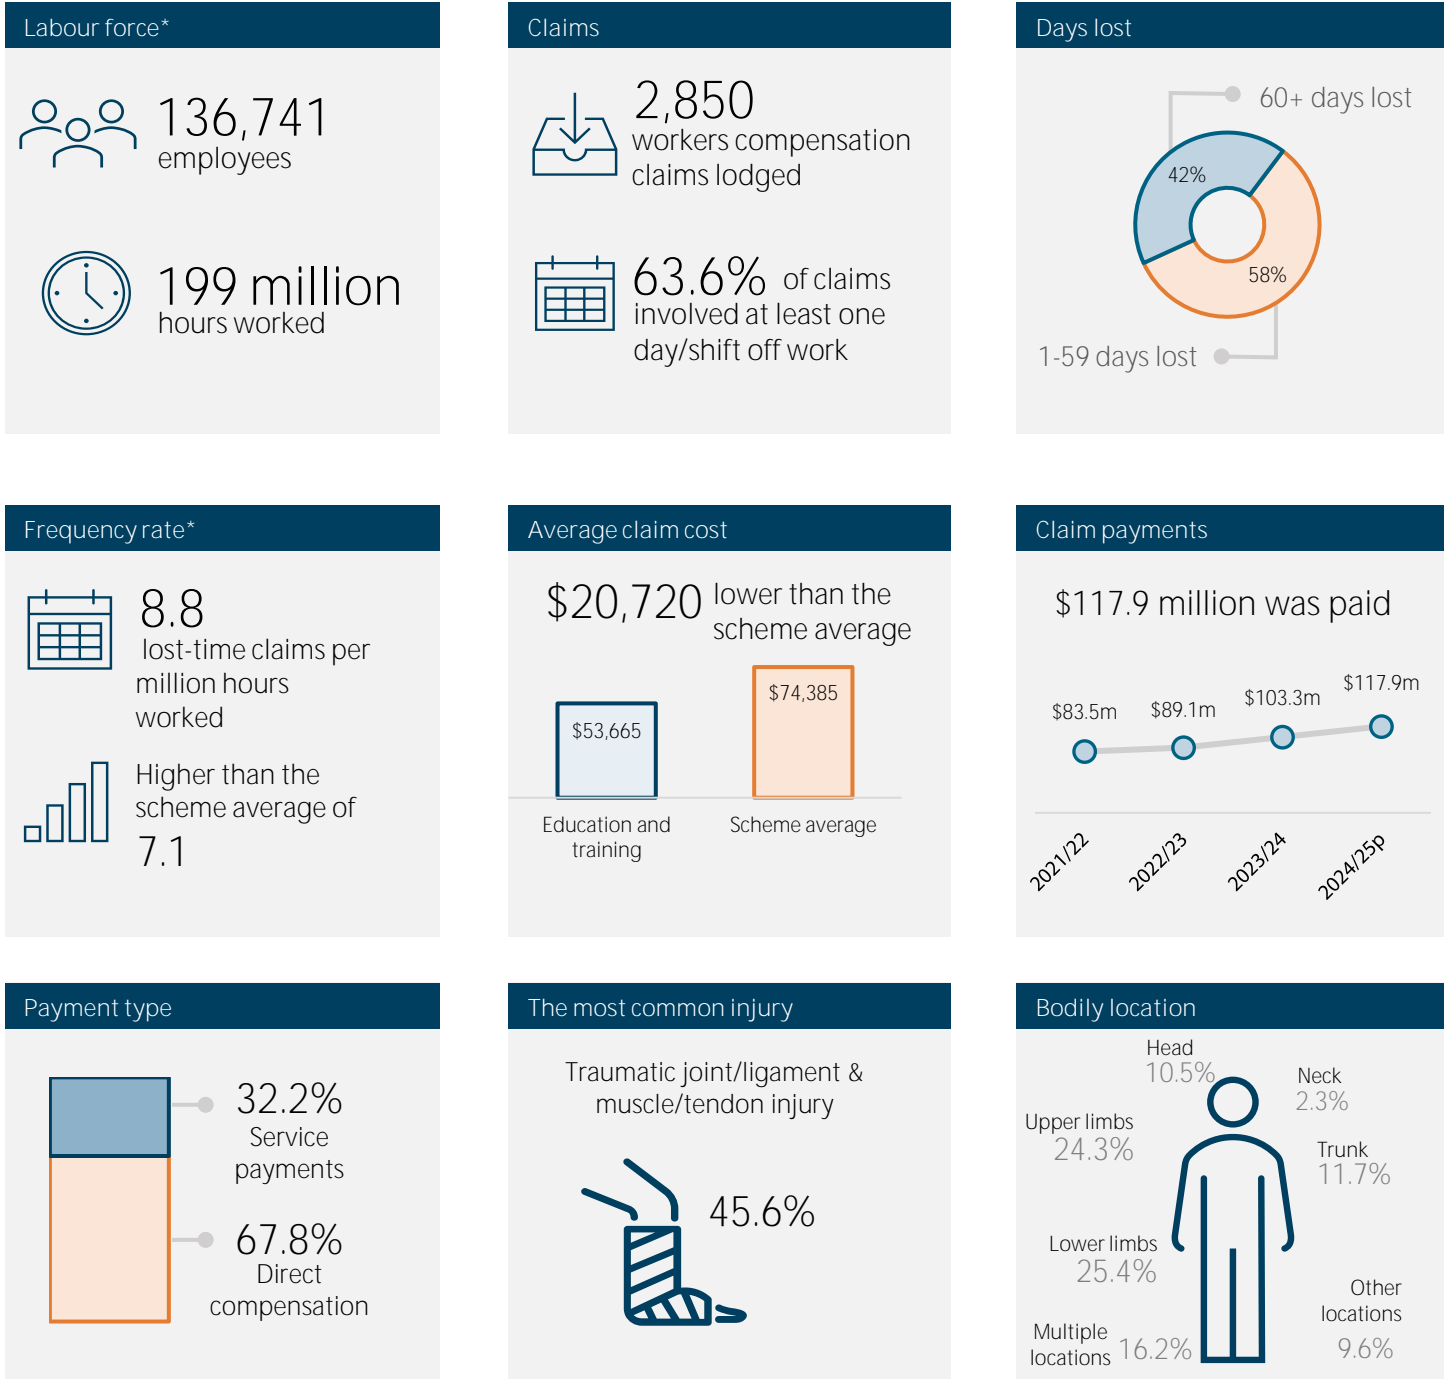 Labour force*
136,741
employees
199 million
hours worked
Claims
2,850
workers compensation
claims lodged
63.6% of claims
involved at least one
day/shift off work
Days lost
60+ days lost
42%
58%
1-59 days lost
Frequency rate*
8.8
lost-time claims per
million hours
worked
Higher than the
scheme average of
7.1
Average claim cost
$20,720 lower than the
scheme average
$53,665
$74,385
Education and
training
Scheme average
Claim payments
$117.9 million was paid
$83.5m
$89.1m
$103.3m
$117.9m
2021/22
2022/23
2023/24
2024/25p
Payment type
32.2%
Service
payments
67.8%
Direct
compensation
The most common injury
Traumatic joint/ligament &
muscle/tendon injury
45.6%
Bodily location
Head
10.5%
Neck
2.3%
Upper limbs
24.3%
Trunk
11.7%
Lower limbs
25.4%
Other
locations
9.6%
Multiple
locations 16.2%